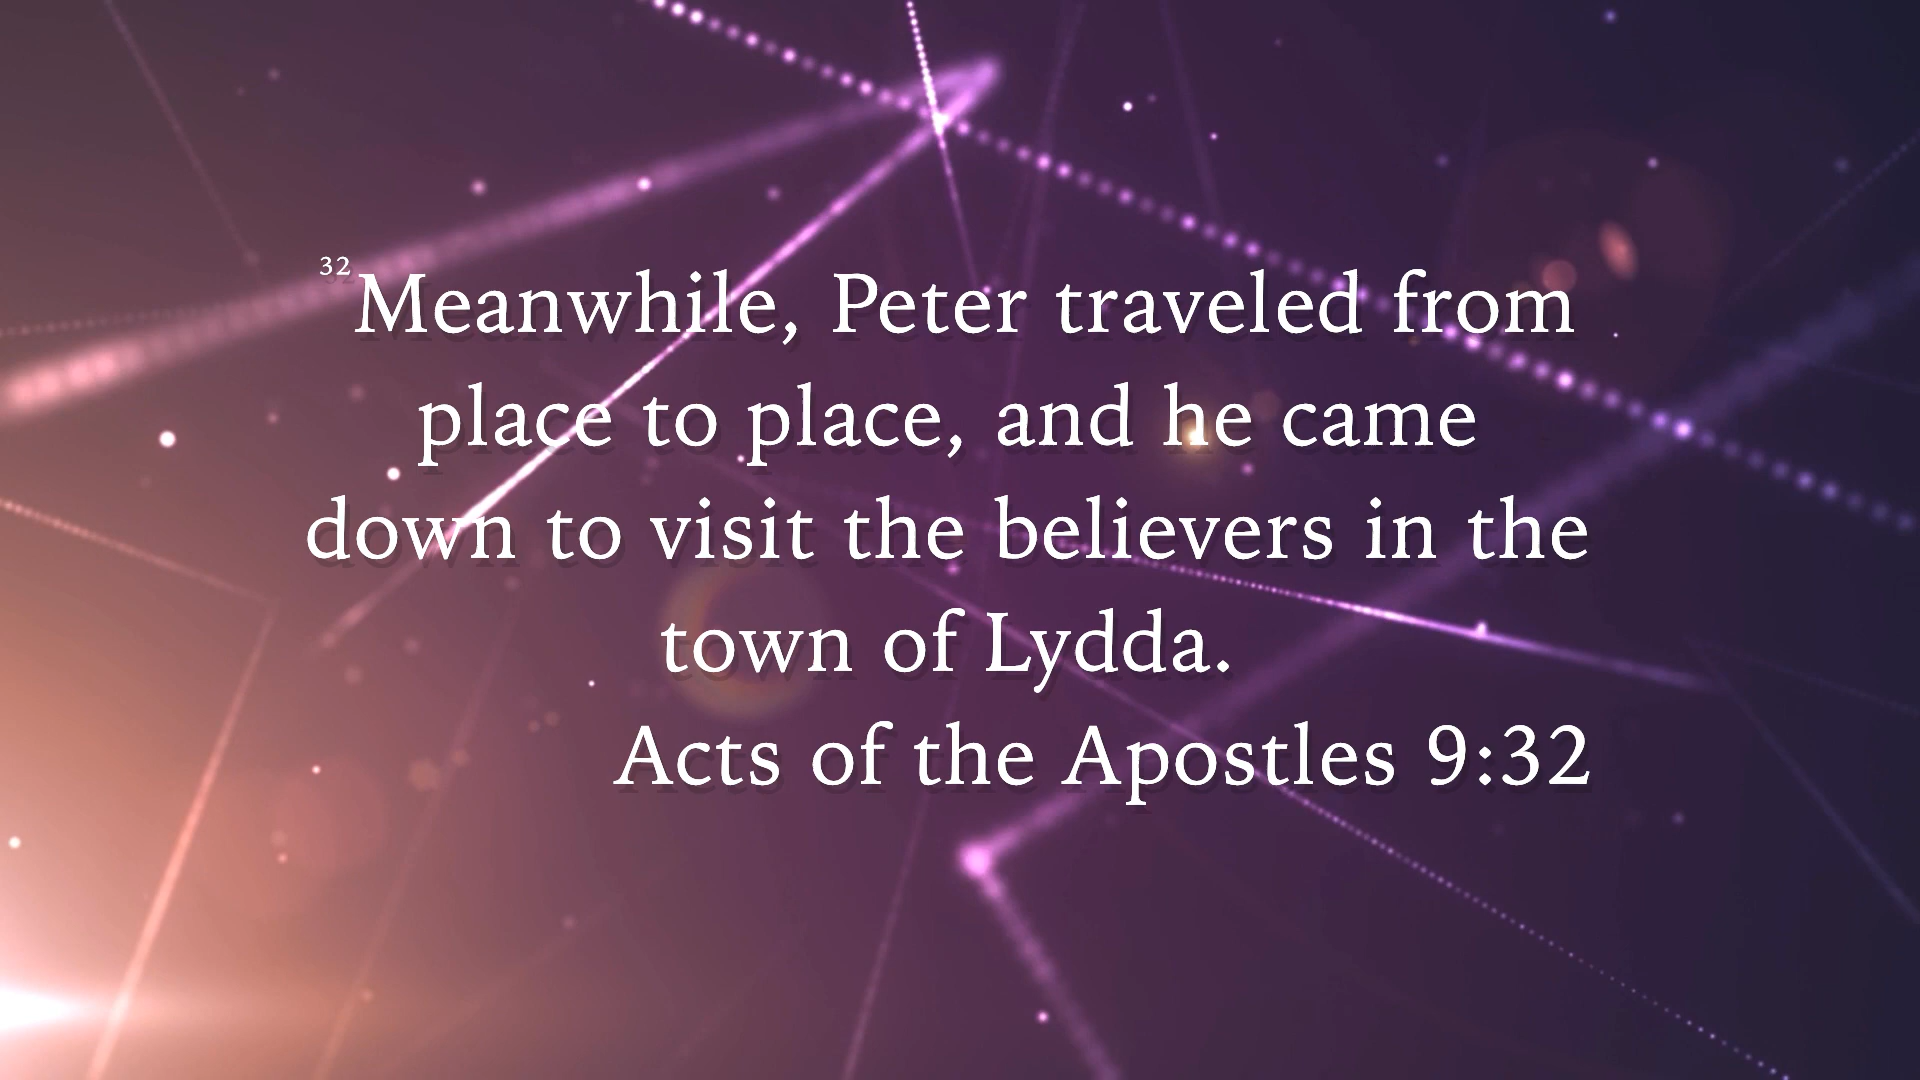 32Meanwhile, Peter traveled from
place to place, and he came
down to visit the believers in the
town of Lydda.
Acts of the Apostles 9:32